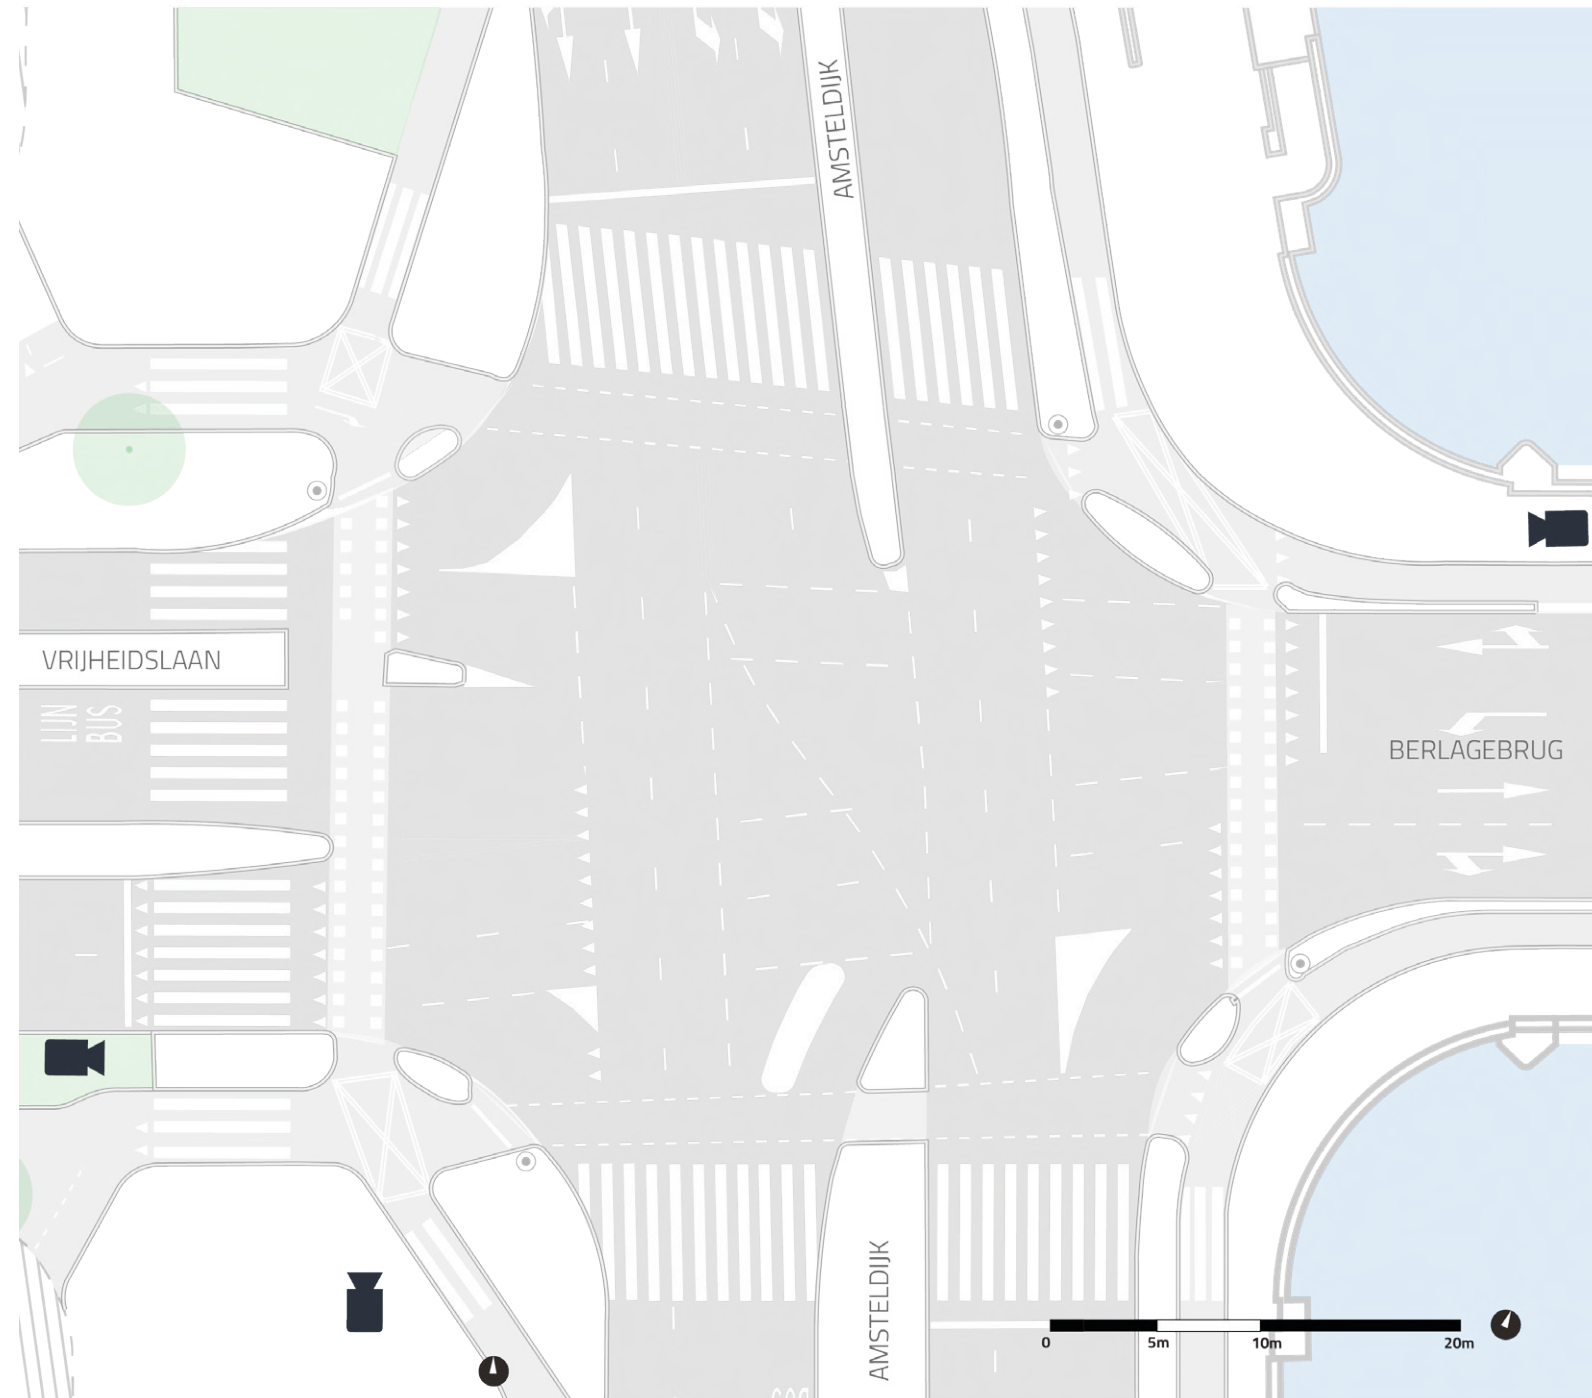 AMSTELDIJK
VRIJHEIDSLAAN
LIJN
BUS
BERLAGEBRUG
AMSTELDIJK
0 5m 10m 20m